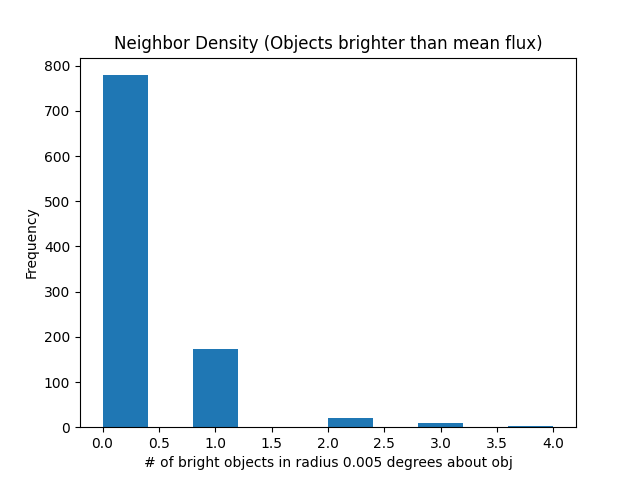 Neighbor Density (Objects brighter than mean flux)
800
700
600
500
400
300
200
100
0
Frequency
0.0 0.5 1.0 1.5 2.0 2.5 3.0 3.5 4.0
# of bright objects in radius 0.005 degrees about obj